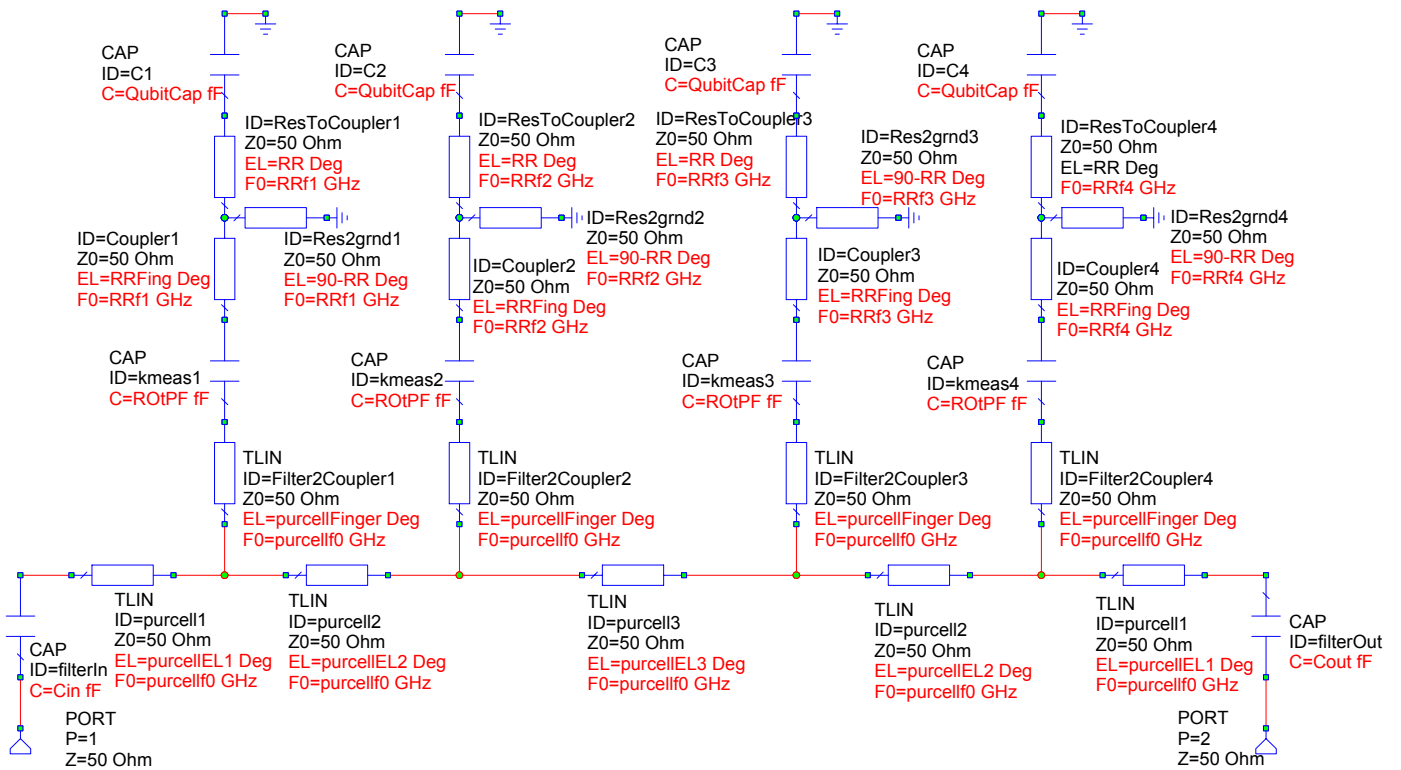 CAP
ID=C1
C=QubitCap fF
CAP
ID=C2
C=QubitCap fF
CAP
ID=C3
C=QubitCap fF
CAP
ID=C4
C=QubitCap fF
ID=ResToCoupler1
Z0=50 Ohm
EL=RR Deg
F0=RRf1 GHz
ID=ResToCoupler2
Z0=50 Ohm
EL=RR Deg
F0=RRf2 GHz
ID=ResToCoupler3
Z0=50 Ohm
EL=RR Deg
F0=RRf3 GHz
ID=Res2grnd3
Z0=50 Ohm
EL=90-RR Deg
F0=RRf3 GHz
ID=ResToCoupler4
Z0=50 Ohm
EL=RR Deg
F0=RRf4 GHz
ID=Coupler1
Z0=50 Ohm
EL=RRFing Deg
F0=RRf1 GHz
ID=Res2grnd1
Z0=50 Ohm
EL=90-RR Deg
F0=RRf1 GHz
ID=Coupler2
Z0=50 Ohm
EL=RRFing Deg
F0=RRf2 GHz
ID=Res2grnd2
Z0=50 Ohm
EL=90-RR Deg
F0=RRf2 GHz
ID=Coupler3
Z0=50 Ohm
EL=RRFing Deg
F0=RRf3 GHz
ID=Coupler4
Z0=50 Ohm
EL=RRFing Deg
F0=RRf4 GHz
ID=Res2grnd4
Z0=50 Ohm
EL=90-RR Deg
F0=RRf4 GHz
CAP
ID=kmeas1
C=ROtPF fF
CAP
ID=kmeas2
C=ROtPF fF
CAP
ID=kmeas3
C=ROtPF fF
CAP
ID=kmeas4
C=ROtPF fF
TLIN
ID=Filter2Coupler1
Z0=50 Ohm
EL=purcellFinger Deg
F0=purcellf0 GHz
TLIN
ID=Filter2Coupler2
Z0=50 Ohm
EL=purcellFinger Deg
F0=purcellf0 GHz
TLIN
ID=Filter2Coupler3
Z0=50 Ohm
EL=purcellFinger Deg
F0=purcellf0 GHz
TLIN
ID=Filter2Coupler4
Z0=50 Ohm
EL=purcellFinger Deg
F0=purcellf0 GHz
CAP
ID=filterIn
C=Cin fF
TLIN
ID=purcell1
Z0=50 Ohm
EL=purcellEL1 Deg
F0=purcellf0 GHz
TLIN
ID=purcell2
Z0=50 Ohm
EL=purcellEL2 Deg
F0=purcellf0 GHz
TLIN
ID=purcell3
Z0=50 Ohm
EL=purcellEL3 Deg
F0=purcellf0 GHz
TLIN
ID=purcell2
Z0=50 Ohm
EL=purcellEL2 Deg
F0=purcellf0 GHz
TLIN
ID=purcell1
Z0=50 Ohm
EL=purcellEL1 Deg
F0=purcellf0 GHz
CAP
ID=filterOut
C=Cout fF
PORT
P=1
Z=50 Ohm
PORT
P=2
Z=50 Ohm